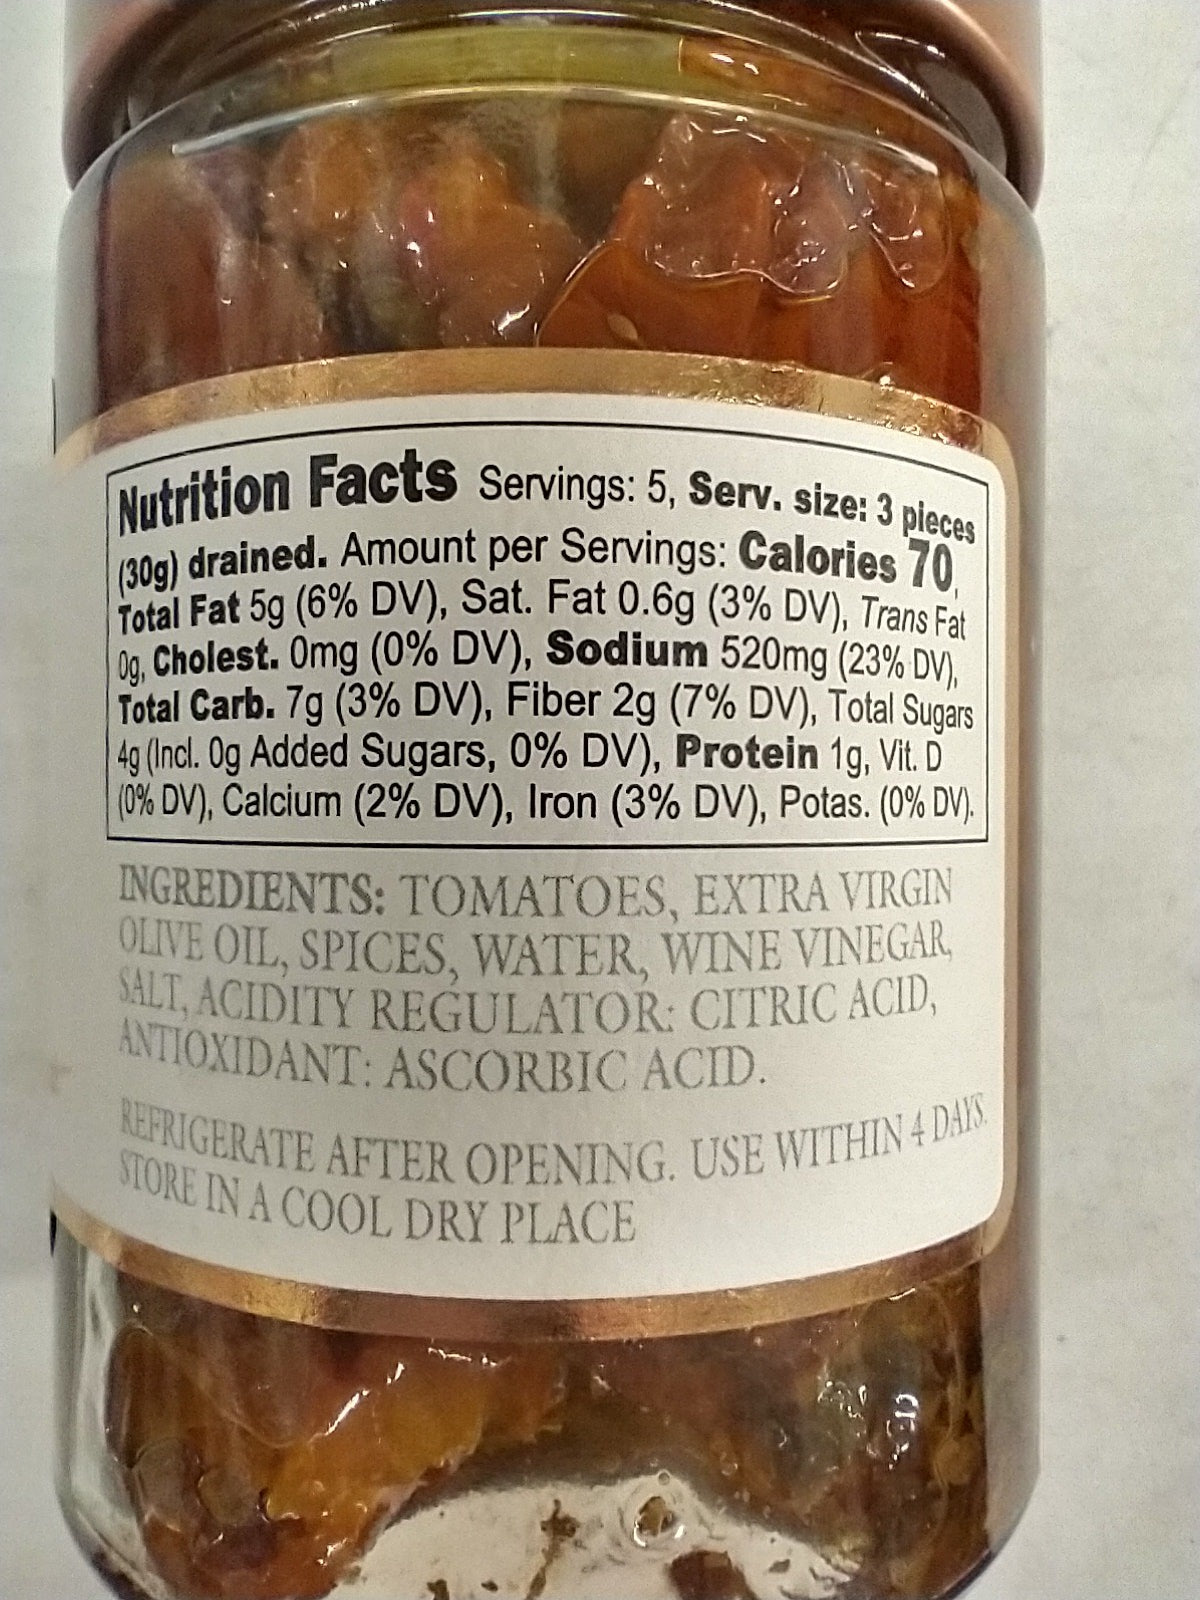 Nutrition Facts Servings: 5, Serv. size: 3 pieces
(30g) drained. Amount per Servings: Calories 70,
Total Fat 5g (6% DV), Sat. Fat 0.6g (3% DV), Trans Fat
0g, Cholest. 0mg (0% DV), Sodium 520mg (23% DV),
Total Carb. 7g (3% DV), Fiber 2g (7% DV), Total Sugars
4g (Incl. 0g Added Sugars, 0% DV), Protein 1g, Vit. D
(0% DV), Calcium (2% DV), Iron (3% DV), Potas. (0% DV).
INGREDIENTS: TOMATOES, EXTRA VIRGIN
OLIVE OIL, SPICES, WATER, WINE VINEGAR,
SALT, ACIDITY REGULATOR: CITRIC ACID,
ANTIOXIDANT: ASCORBIC ACID.
REFRIGERATE AFTER OPENING. USE WITHIN 4 DAYS.
STORE IN A COOL DRY PLACE